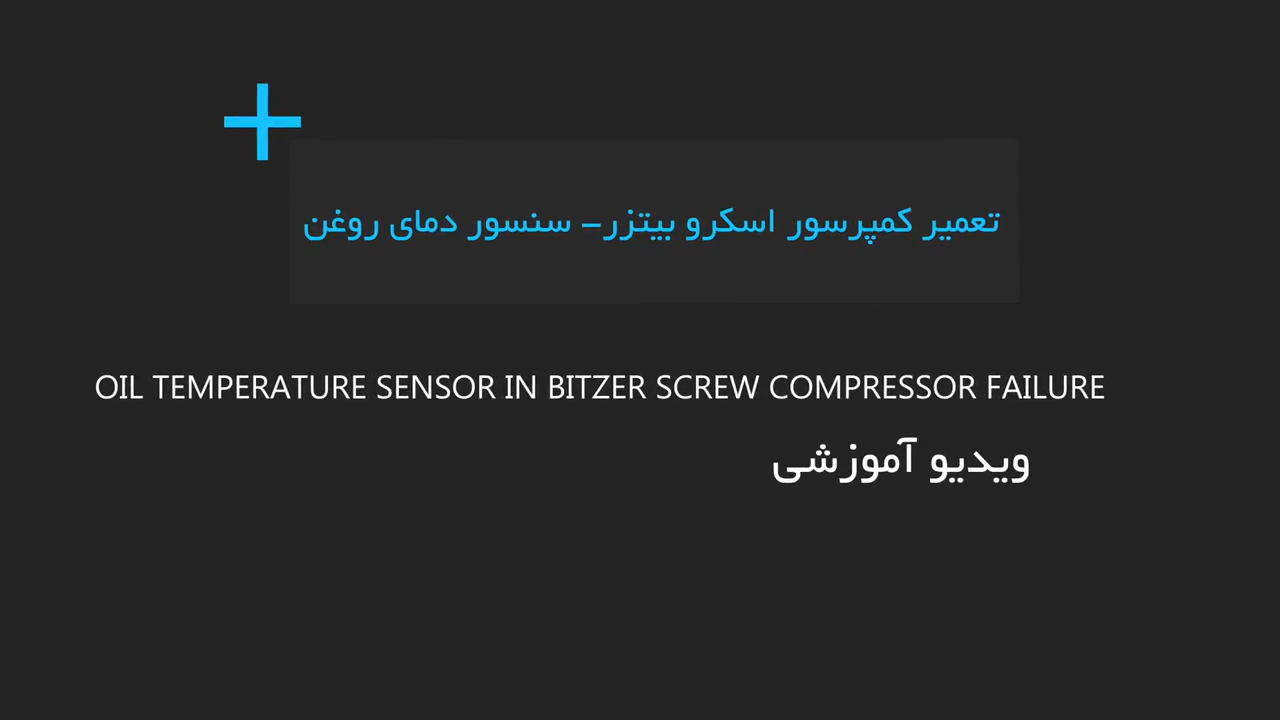 تعمیر کمپرسور اسکرو بیتزر– سنسور دمای روغن
OIL TEMPERATURE SENSOR IN BITZER SCREW COMPRESSOR FAILURE
ویدیو آموزشی